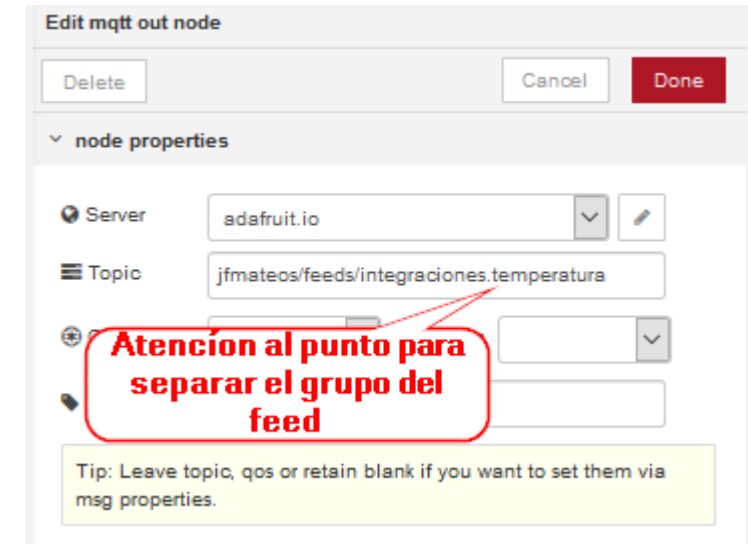 Edit mqtt out node
Delete
Cancel
Done
node properties
Server
adafruit.io
Topic
jfmateos/feeds/integraciones.temperatura
Atencíon al punto para
separar el grupo del
feed
Tip: Leave topic, qos or retain blank if you want to set them via
msg properties.